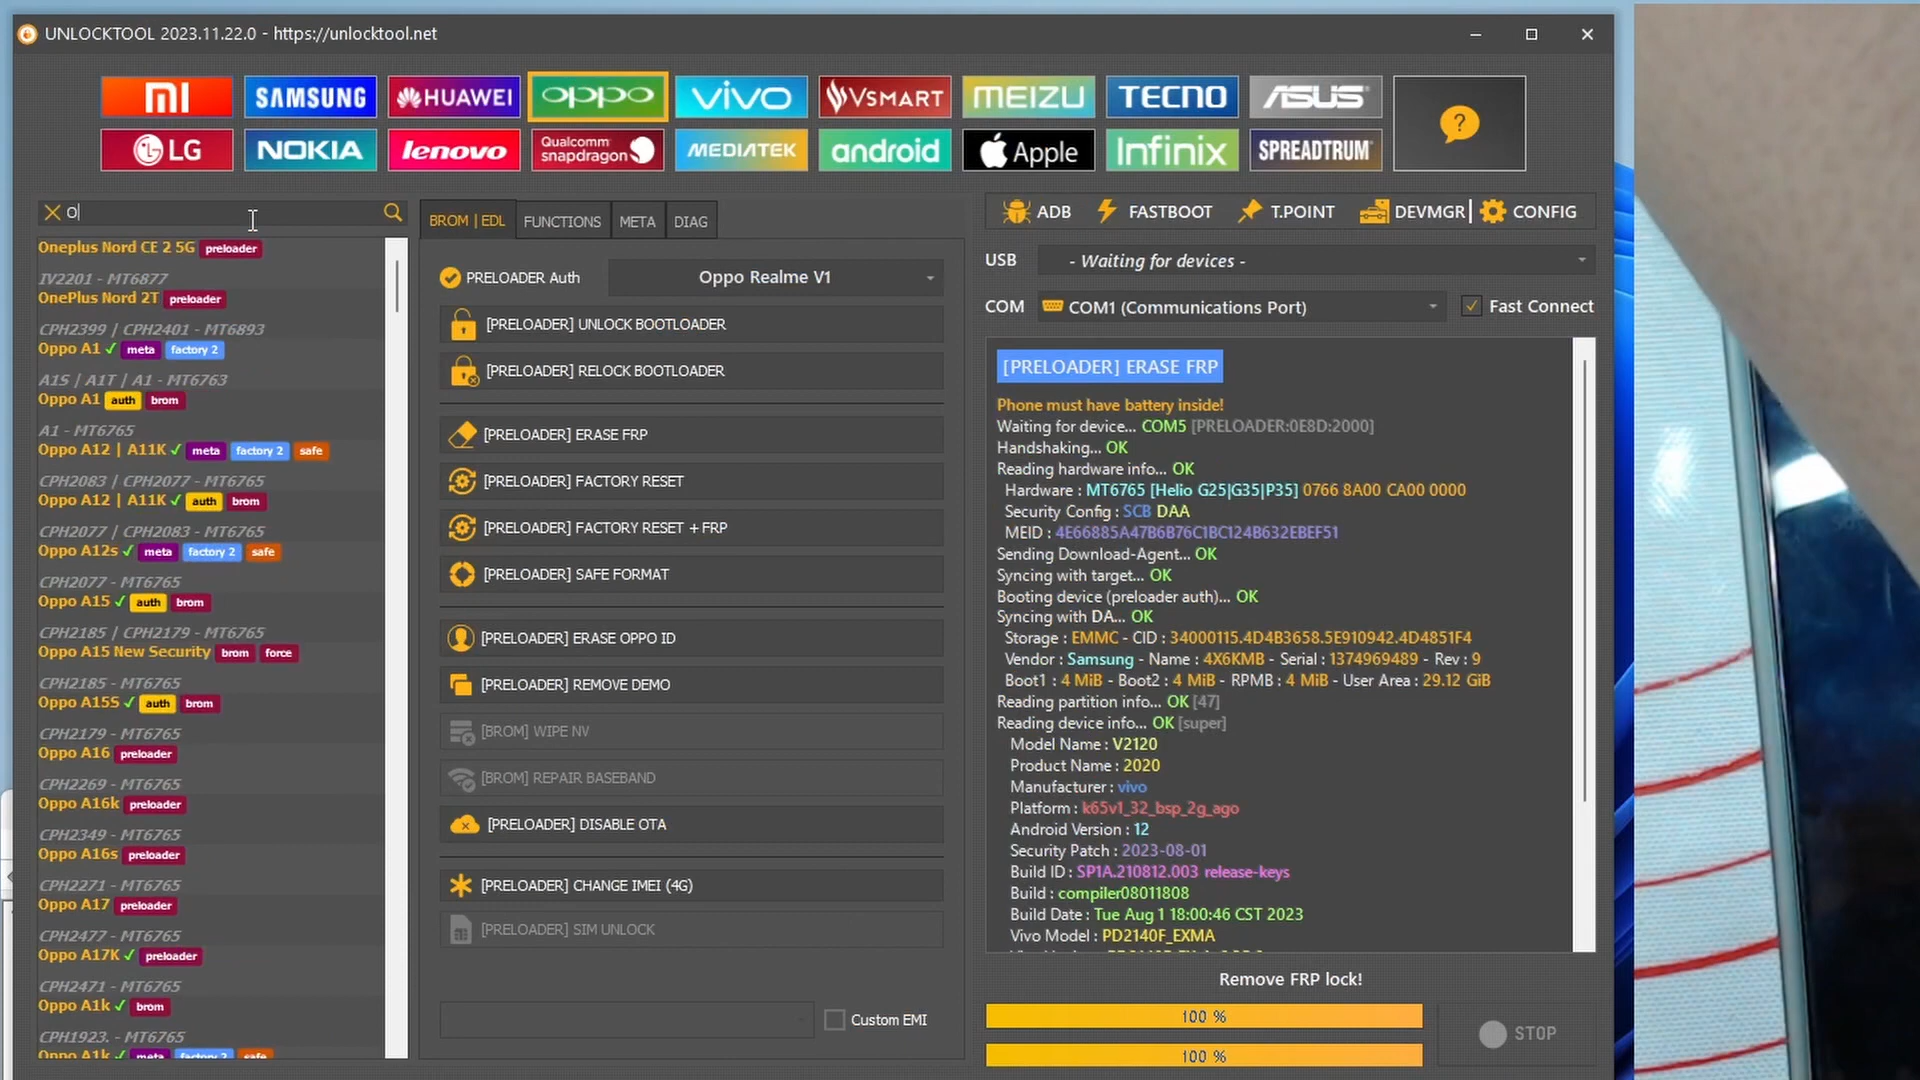 UNLOCKTOOL 2023.11.22.0 - https://unlocktool.net
MI SAMSUNG HUAWEI oppo vivo VSMART MEIZU TECNO ASUS
LG NOKIA lenovo Qualcomm snapdragon MEDIATEK android Apple Infinix SPREADTRUM
?
O
Oneplus Nord CE 2 5G preloader
IV2201 - MT6877
OnePlus Nord 2T preloader
CPH2399 | CPH2401 - MT6893
Oppo A1 ✓ meta factory 2
A1S | A1T | A1 - MT6763
Oppo A1 auth brom
A1 - MT6765
Oppo A12 | A11K ✓ meta factory 2 safe
CPH2083 / CPH2077 - MT6765
Oppo A12 | A11K ✓ auth brom
CPH2077 / CPH2083 - MT6765
Oppo A12s ✓ meta factory 2 safe
CPH2077 - MT6765
Oppo A15 ✓ auth brom
CPH2185 / CPH2179 - MT6765
Oppo A15 New Security brom force
CPH2185 - MT6765
Oppo A15S ✓ auth brom
CPH2179 - MT6765
Oppo A16 preloader
CPH2269 - MT6765
Oppo A16k preloader
CPH2349 - MT6765
Oppo A16s preloader
CPH2271 - MT6765
Oppo A17 preloader
CPH2477 - MT6765
Oppo A17K ✓ preloader
CPH2471 - MT6765
Oppo A1k ✓ brom
CPH1923. - MT6765
Oppo A1k ✓ meta factory 2 safe
BROM | EDL FUNCTIONS META DIAG
PRELOADER Auth Oppo Realme V1
[PRELOADER] UNLOCK BOOTLOADER
[PRELOADER] RELOCK BOOTLOADER
[PRELOADER] ERASE FRP
[PRELOADER] FACTORY RESET
[PRELOADER] FACTORY RESET + FRP
[PRELOADER] SAFE FORMAT
[PRELOADER] ERASE OPPO ID
[PRELOADER] REMOVE DEMO
[BROM] WIPE NV
[BROM] REPAIR BASEBAND
[PRELOADER] DISABLE OTA
[PRELOADER] CHANGE IMEI (4G)
[PRELOADER] SIM UNLOCK
Custom EMI
ADB FASTBOOT T.POINT DEVMGR CONFIG
USB - Waiting for devices -
COM COM1 (Communications Port) Fast Connect
[PRELOADER] ERASE FRP
Phone must have battery inside!
Waiting for device... COM5 [PRELOADER:0E8D:2000]
Handshaking... OK
Reading hardware info... OK
Hardware : MT6765 [Helio G25|G35|P35] 0766 8A00 CA00 0000
Security Config : SCB DAA
MEID : 4E66885A47B6B76C1BC124B632EBEF51
Sending Download-Agent... OK
Syncing with target... OK
Booting device (preloader auth)... OK
Syncing with DA... OK
Storage : EMMC - CID : 34000115.4D4B3658.5E910942.4D4851F4
Vendor : Samsung - Name : 4X6KMB - Serial : 1374969489 - Rev : 9
Boot1 : 4 MiB - Boot2 : 4 MiB - RPMB : 4 MiB - User Area : 29.12 GiB
Reading partition info... OK [47]
Reading device info... OK [super]
Model Name : V2120
Product Name : 2020
Manufacturer : vivo
Platform : k65v1_32_bsp_2g_ago
Android Version : 12
Security Patch : 2023-08-01
Build ID : SP1A.210812.003 release-keys
Build : compiler08011808
Build Date : Tue Aug 1 18:00:46 CST 2023
Vivo Model : PD2140F_EXMA
Remove FRP lock!
100 %
100 %
STOP